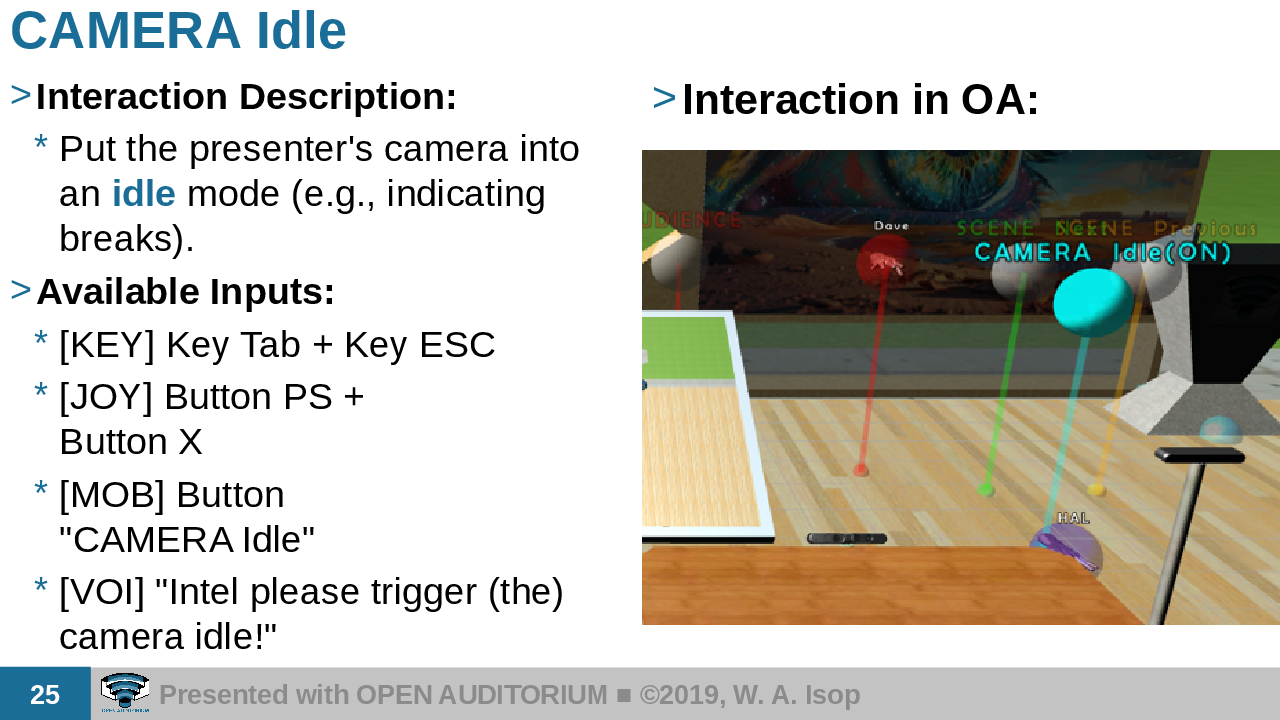 CAMERA Idle
> Interaction Description:
* Put the presenter's camera into
an idle mode (e.g., indicating
breaks).
> Available Inputs:
* [KEY] Key Tab + Key ESC
* [JOY] Button PS +
Button X
* [MOB] Button
"CAMERA Idle"
* [VOI] "Intel please trigger (the)
camera idle!"
> Interaction in OA:
UDIENCE
Dave
SCENE Next
SCENE Previous
CAMERA Idle(ON)
HAL
25
OPEN AUDITORIUM
Presented with OPEN AUDITORIUM ■ ©2019, W. A. Isop